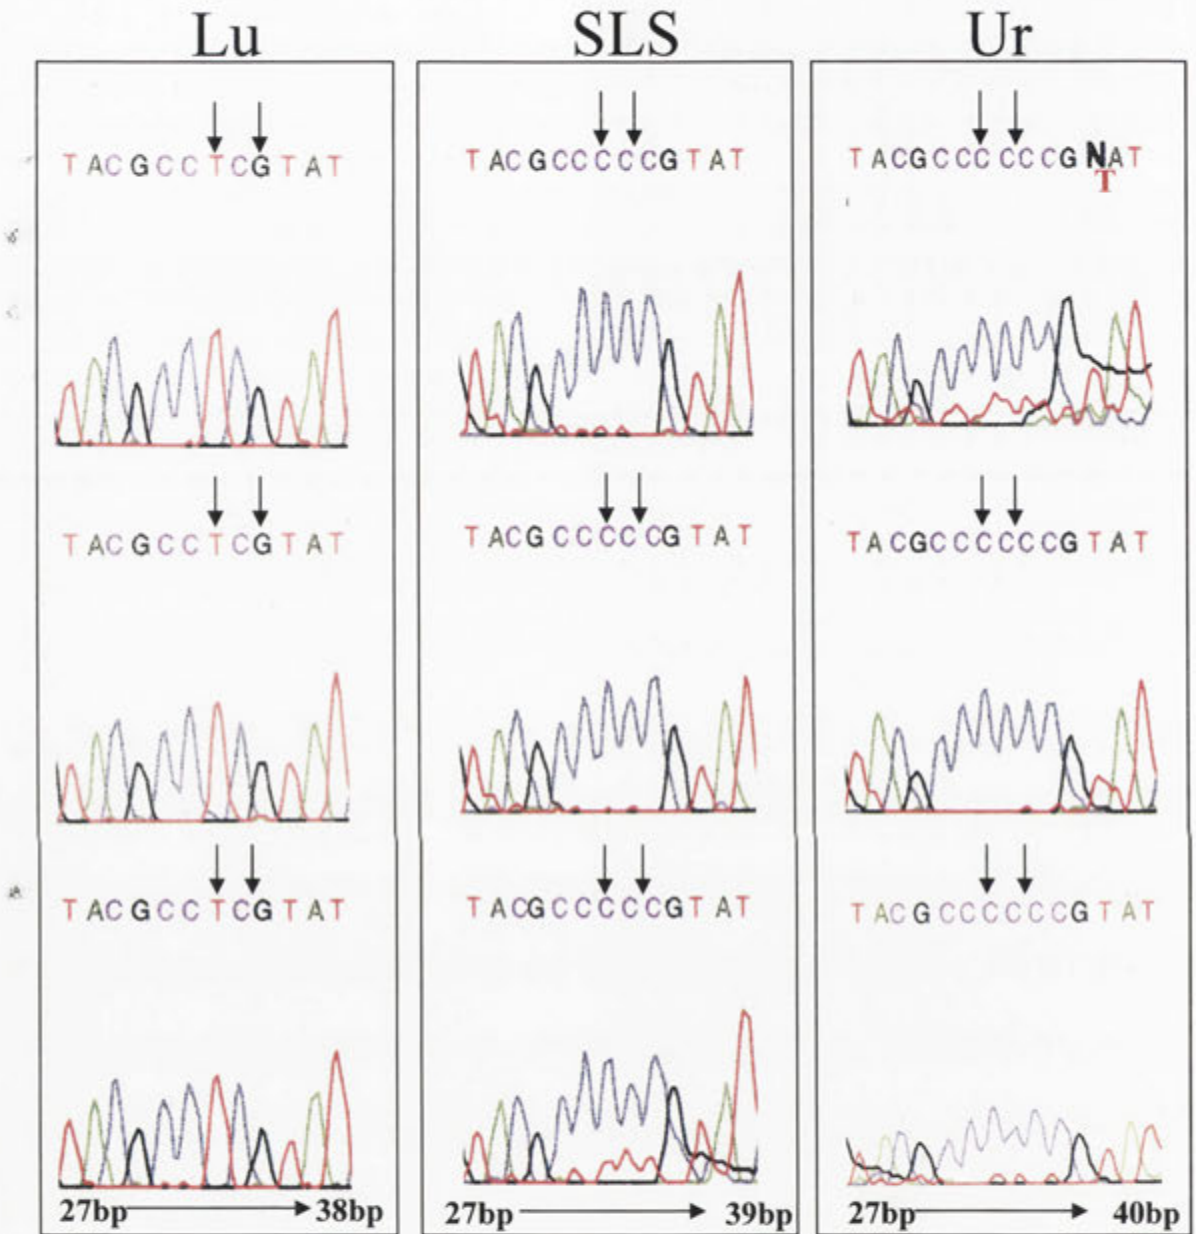 Lu SLS Ur
TACGCCTCGTAT TACGCCCCCGTAT TACGCCCCCCGNAT
T
TACGCCTCGTAT TACGCCCCCGTAT TACGCCCCCCGTAT
TACGCCTCGTAT TACGCCCCCGTAT TACGCCCCCCGTAT
27bp 38bp 27bp 39bp 27bp 40bp